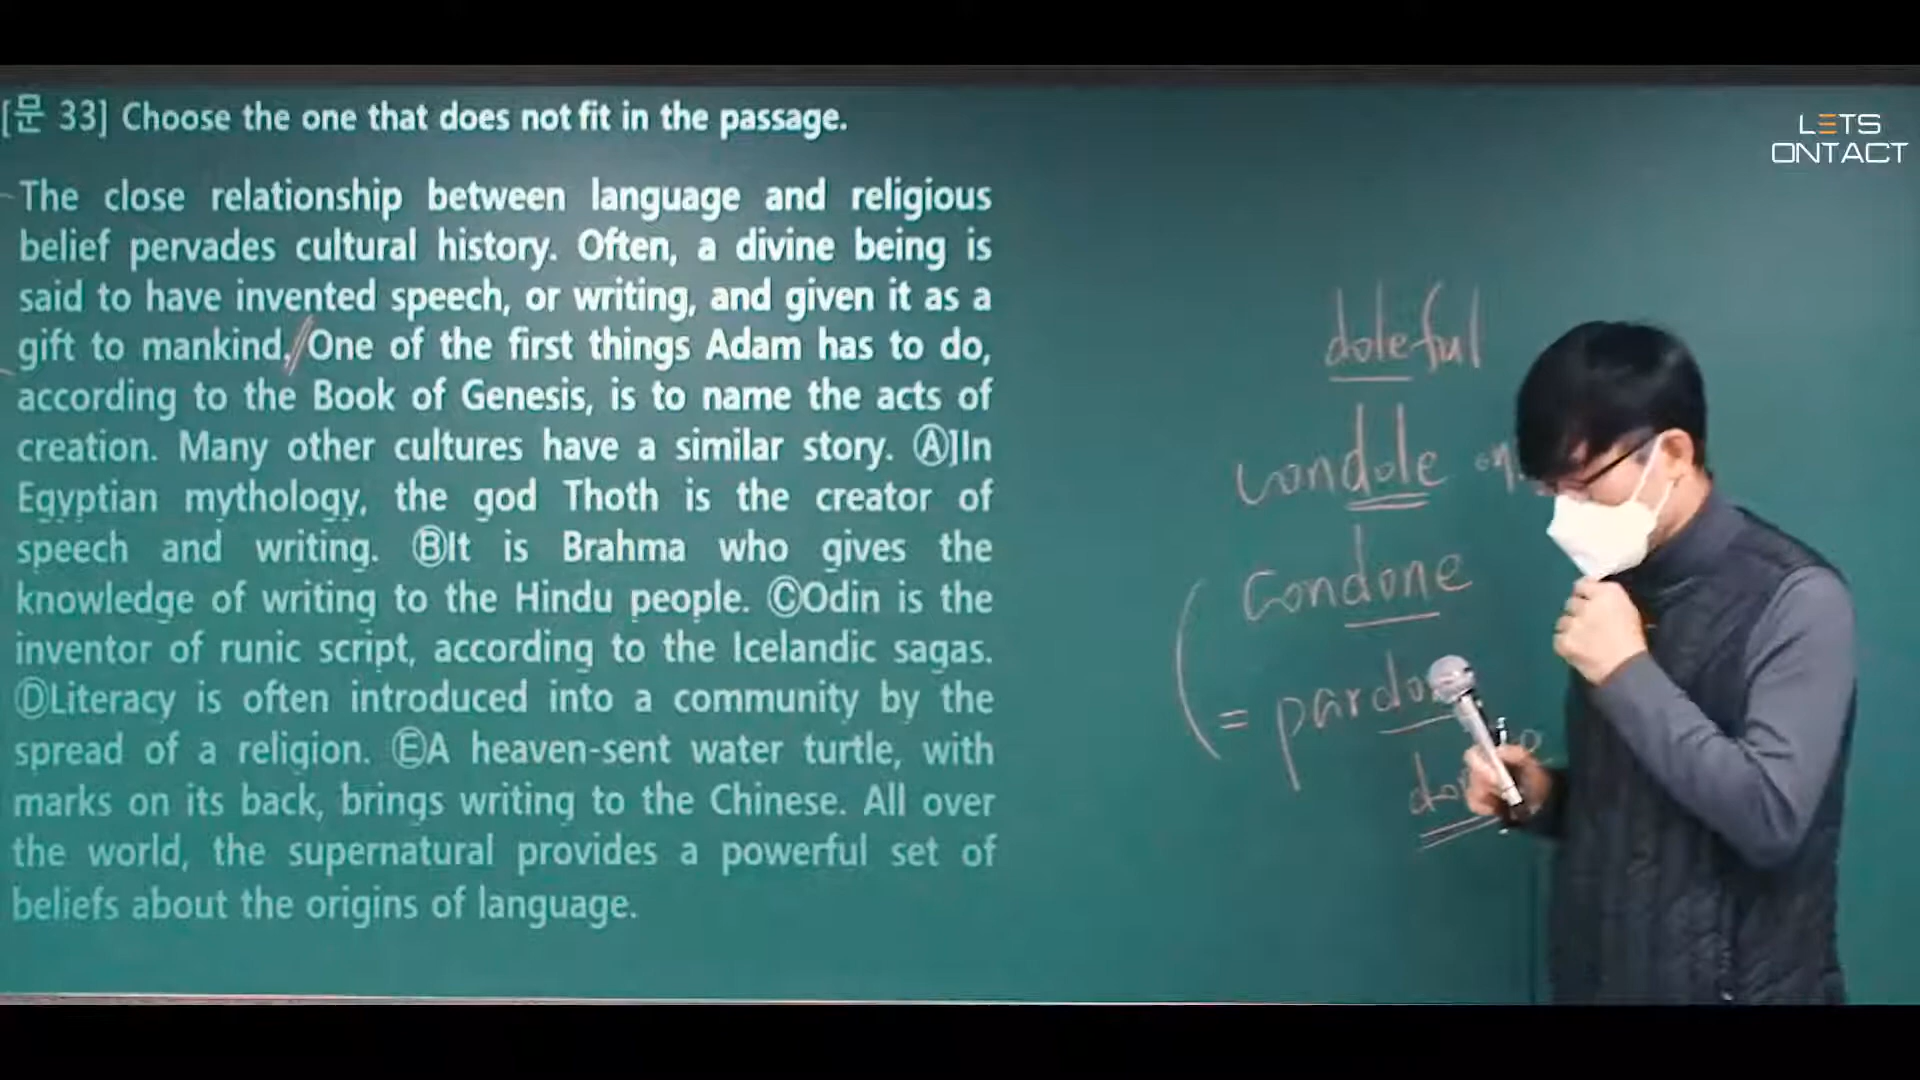 [문 33] Choose the one that does not fit in the passage.
The close relationship between language and religious
belief pervades cultural history. Often, a divine being is
said to have invented speech, or writing, and given it as a
gift to mankind. One of the first things Adam has to do,
according to the Book of Genesis, is to name the acts of
creation. Many other cultures have a similar story. Ⓐ]In
Egyptian mythology, the god Thoth is the creator of
speech and writing. ⒷIt is Brahma who gives the
knowledge of writing to the Hindu people. ⒸOdin is the
inventor of runic script, according to the Icelandic sagas.
ⒹLiteracy is often introduced into a community by the
spread of a religion. ⒺA heaven-sent water turtle, with
marks on its back, brings writing to the Chinese. All over
the world, the supernatural provides a powerful set of
beliefs about the origins of language.
LETS
ONTACT
doleful
condole
condone
=